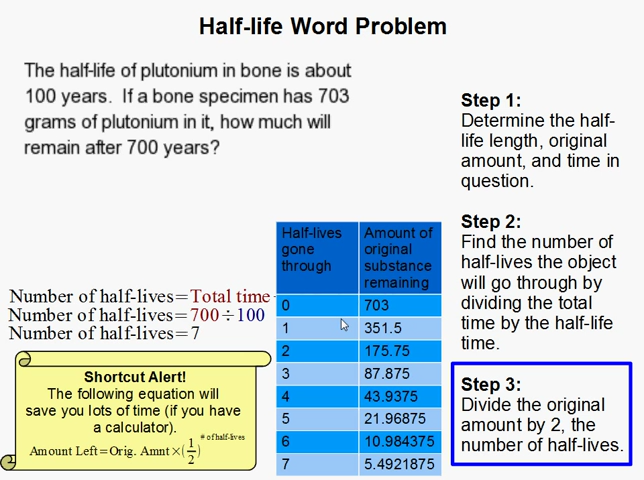 Half-life Word Problem
The half-life of plutonium in bone is about
100 years. If a bone specimen has 703
grams of plutonium in it, how much will
remain after 700 years?
Step 1:
Determine the half-
life length, original
amount, and time in
question.
Step 2:
Find the number of
half-lives the object
will go through by
dividing the total
time by the half-life
time.
Step 3:
Divide the original
amount by 2, the
number of half-lives.
Number of half-lives=Total time
Number of half-lives=700÷100
Number of half-lives=7
Shortcut Alert!
The following equation will
save you lots of time (if you have
a calculator).
Amount Left=Orig. Amnt×(1/2)^# of half-lives
Half-lives gone through | Amount of original substance remaining
0 703
1 351.5
2 175.75
3 87.875
4 43.9375
5 21.96875
6 10.984375
7 5.4921875